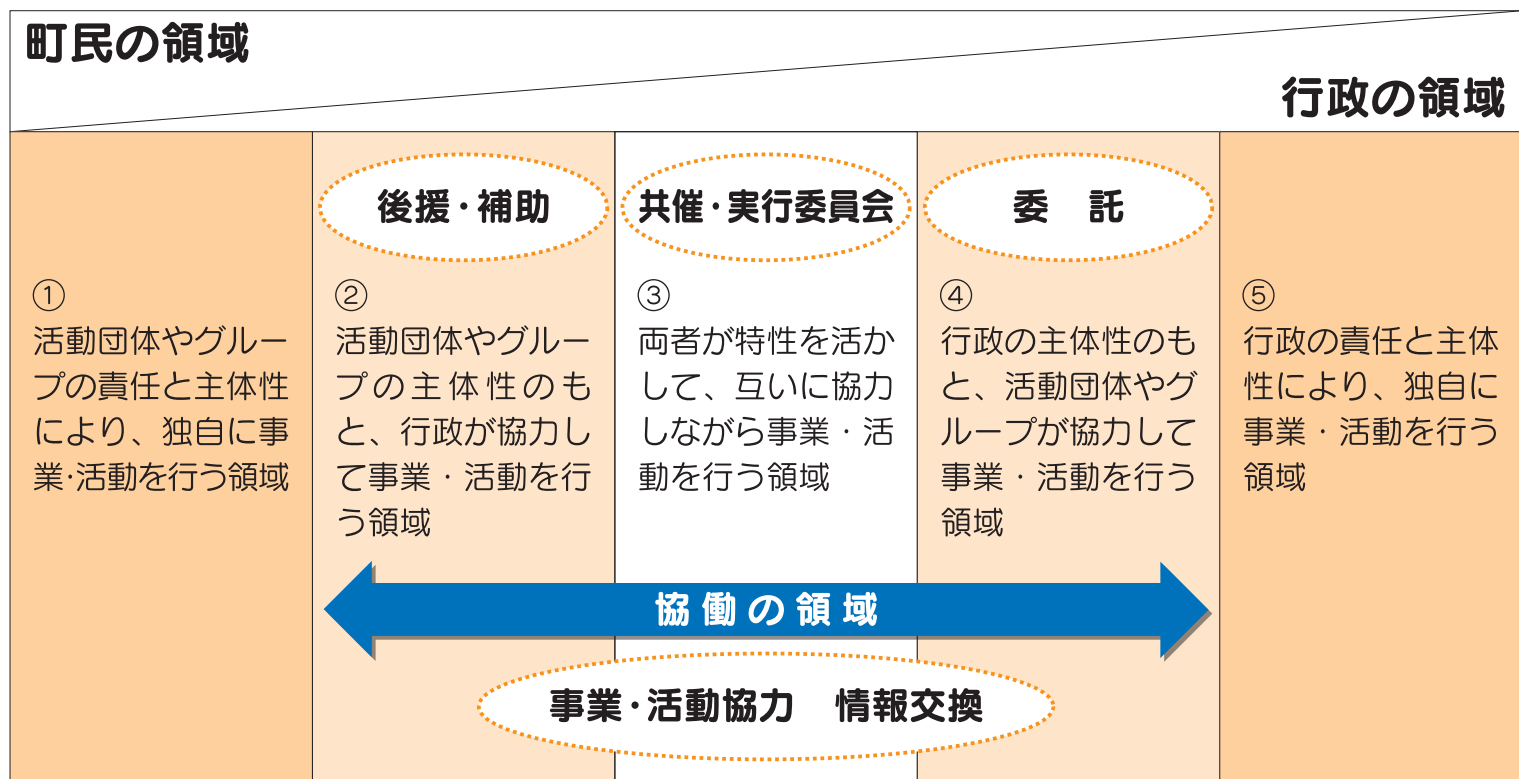 町民の領域
行政の領域
後援・補助
共催・実行委員会
委 託
①
活動団体やグルー
プの責任と主体性
により、独自に事
業・活動を行う領域
②
活動団体やグルー
プの主体性のも
と、行政が協力し
て事業・活動を行
う領域
③
両者が特性を活か
して、互いに協力
しながら事業・活
動を行う領域
④
行政の主体性のも
と、活動団体やグ
ループが協力して
事業・活動を行う
領域
⑤
行政の責任と主体
性により、独自に
事業・活動を行う
領域
協働の領域
事業・活動協力 情報交換